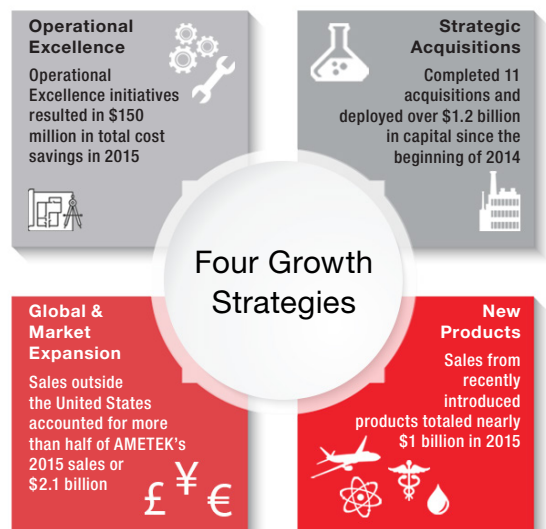 Operational
Excellence
Operational
Excellence initiatives
resulted in $150
million in total cost
savings in 2015
Strategic
Acquisitions
Completed 11
acquisitions and
deployed over $1.2 billion
in capital since the
beginning of 2014
Four Growth
Strategies
Global &
Market
Expansion
Sales outside
the United States
accounted for more
than half of AMETEK's
2015 sales or
$2.1 billion
£ ¥ €
New
Products
Sales from
recently
introduced
products totaled nearly
$1 billion in 2015